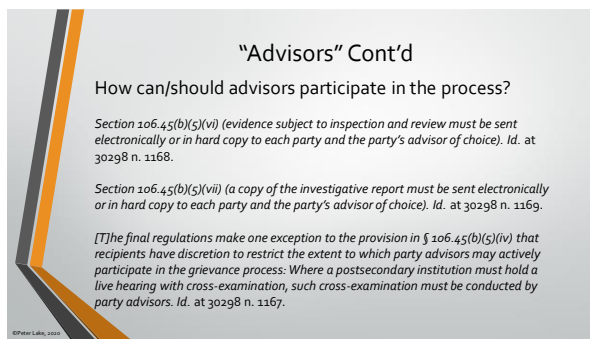 “Advisors” Cont’d
How can/should advisors participate in the process?
Section 106.45(b)(5)(vi) (evidence subject to inspection and review must be sent
electronically or in hard copy to each party and the party’s advisor of choice). Id. at
30298 n. 1168.
Section 106.45(b)(5)(vii) (a copy of the investigative report must be sent electronically
or in hard copy to each party and the party’s advisor of choice). Id. at 30298 n. 1169.
[T]he final regulations make one exception to the provision in § 106.45(b)(5)(iv) that
recipients have discretion to restrict the extent to which party advisors may actively
participate in the grievance process: Where a postsecondary institution must hold a
live hearing with cross-examination, such cross-examination must be conducted by
party advisors. Id. at 30298 n. 1167.
©Peter Lake, 2020